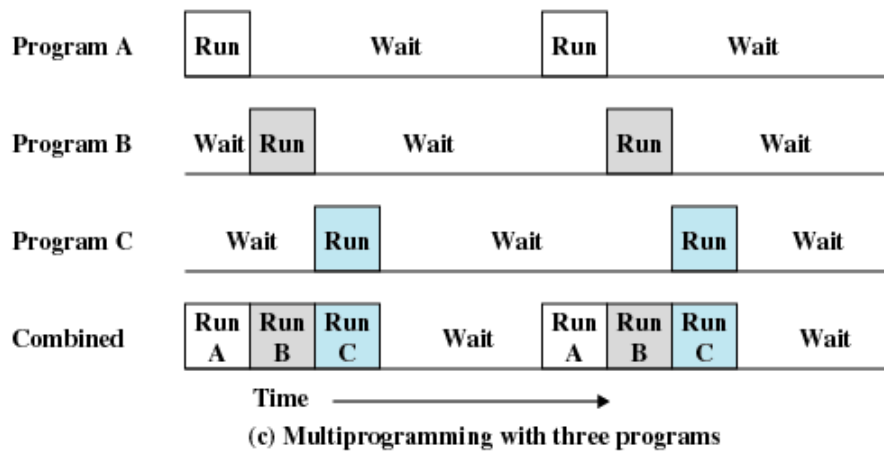 Program A Run Wait Run Wait
Program B Wait Run Wait Run Wait
Program C Wait Run Wait Run Wait
Combined Run A Run B Run C Wait Run A Run B Run C Wait
Time
(c) Multiprogramming with three programs